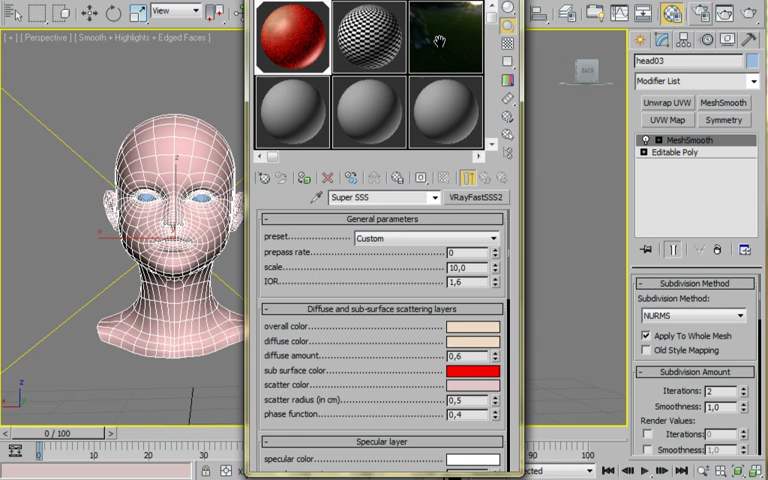 View
[ + ] [ Perspective ] [ Smooth + Highlights + Edged Faces ]
BACK
z
x
head03
Modifier List
Unwrap UVW
MeshSmooth
UVW Map
Symmetry
MeshSmooth
Editable Poly
Super SSS
VRayFastSSS2
General parameters
preset
Custom
prepass rate
0
scale
10,0
IOR
1,6
Diffuse and sub-surface scattering layers
overall color
diffuse color
diffuse amount
0,6
sub surface color
scatter color
scatter radius (in cm)
0,5
phase function
0,4
Specular layer
specular color
Subdivision Method
Subdivision Method:
NURMS
Apply To Whole Mesh
Old Style Mapping
Subdivision Amount
Iterations: 2
Smoothness: 1,0
Render Values:
Iterations: 0
Smoothness: 1,0
z
x
0 / 100
0
10
20
30
90
100